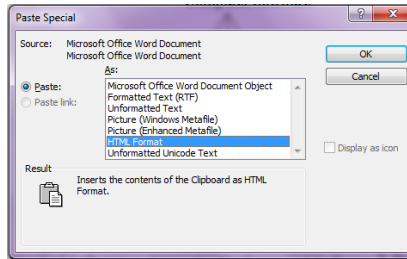 Paste Special
Source: Microsoft Office Word Document
Microsoft Office Word Document
As:
Paste:
Paste link:
Microsoft Office Word Document Object
Formatted Text (RTF)
Unformatted Text
Picture (Windows Metafile)
Picture (Enhanced Metafile)
HTML Format
Unformatted Unicode Text
OK
Cancel
Display as icon
Result
Inserts the contents of the Clipboard as HTML
Format.